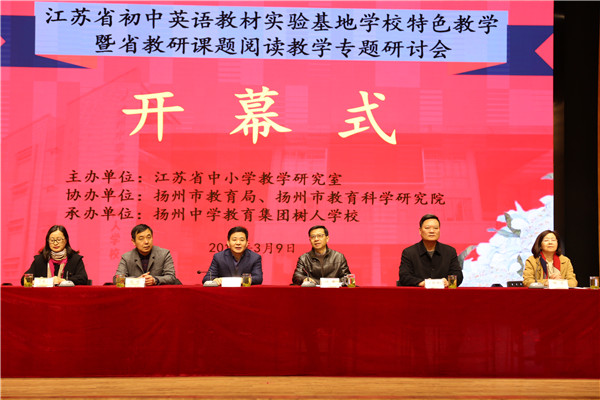 江苏省初中英语教材实验基地学校特色教学
暨省教研课题阅读教学专题研讨会
开幕式
主办单位：江苏省中小学教学研究室
协办单位：扬州市教育局、扬州市教育科学研究院
承办单位：扬州中学教育集团树人学校
3月9日